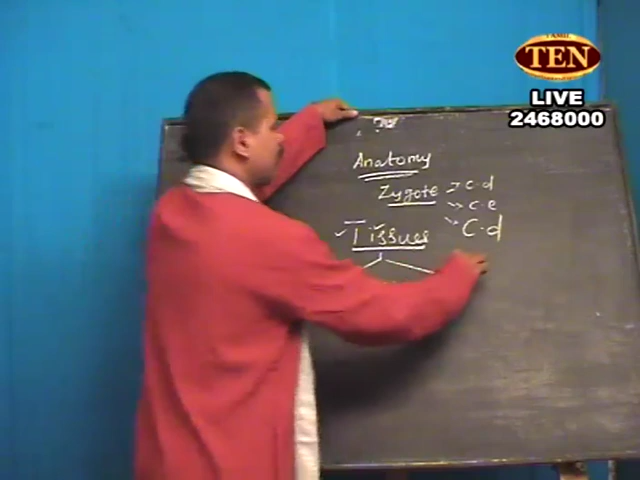 TAMIL
TEN
LIVE
2468000
Anatomy
Zygote → c.d
→ c.e
→ C.d
✓ Tissues